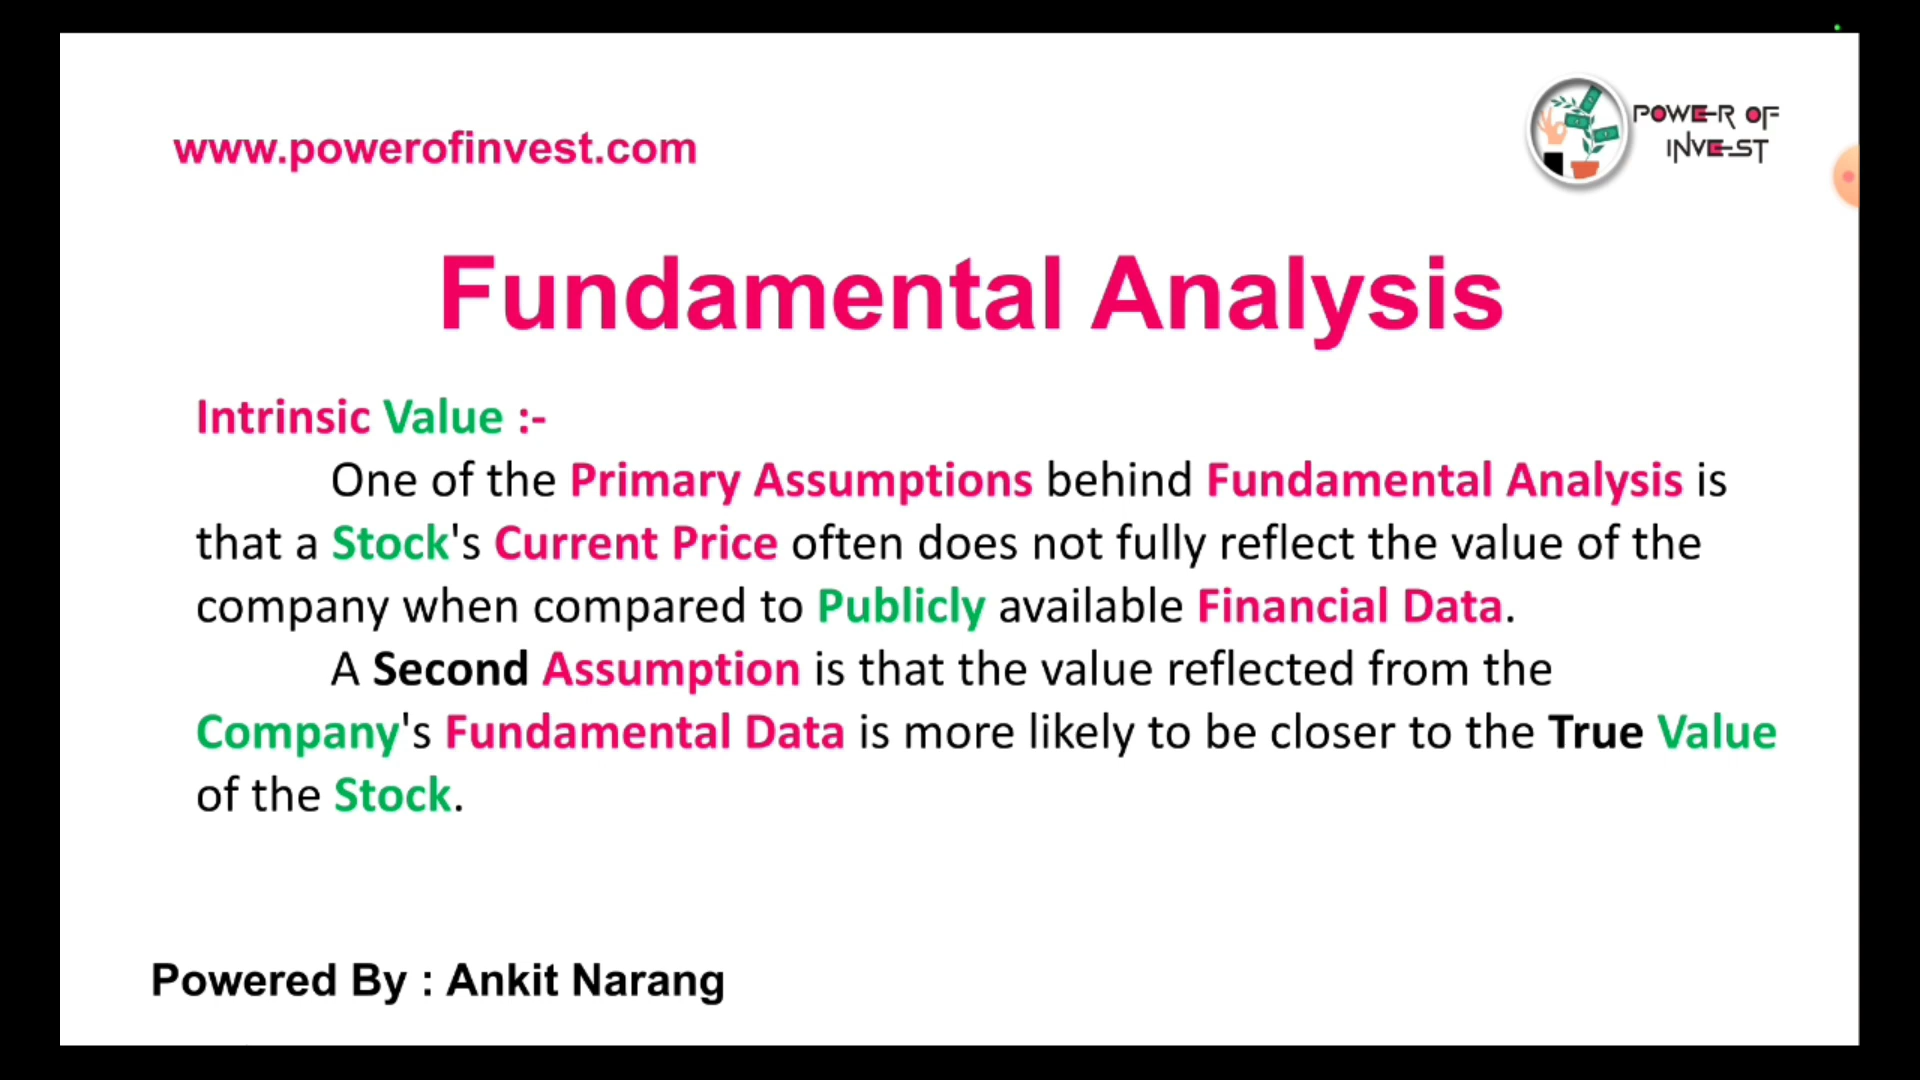 www.powerofinvest.com
POWER OF
INVEST
Fundamental Analysis
Intrinsic Value :-
One of the Primary Assumptions behind Fundamental Analysis is
that a Stock's Current Price often does not fully reflect the value of the
company when compared to Publicly available Financial Data.
A Second Assumption is that the value reflected from the
Company's Fundamental Data is more likely to be closer to the True Value
of the Stock.
Powered By : Ankit Narang